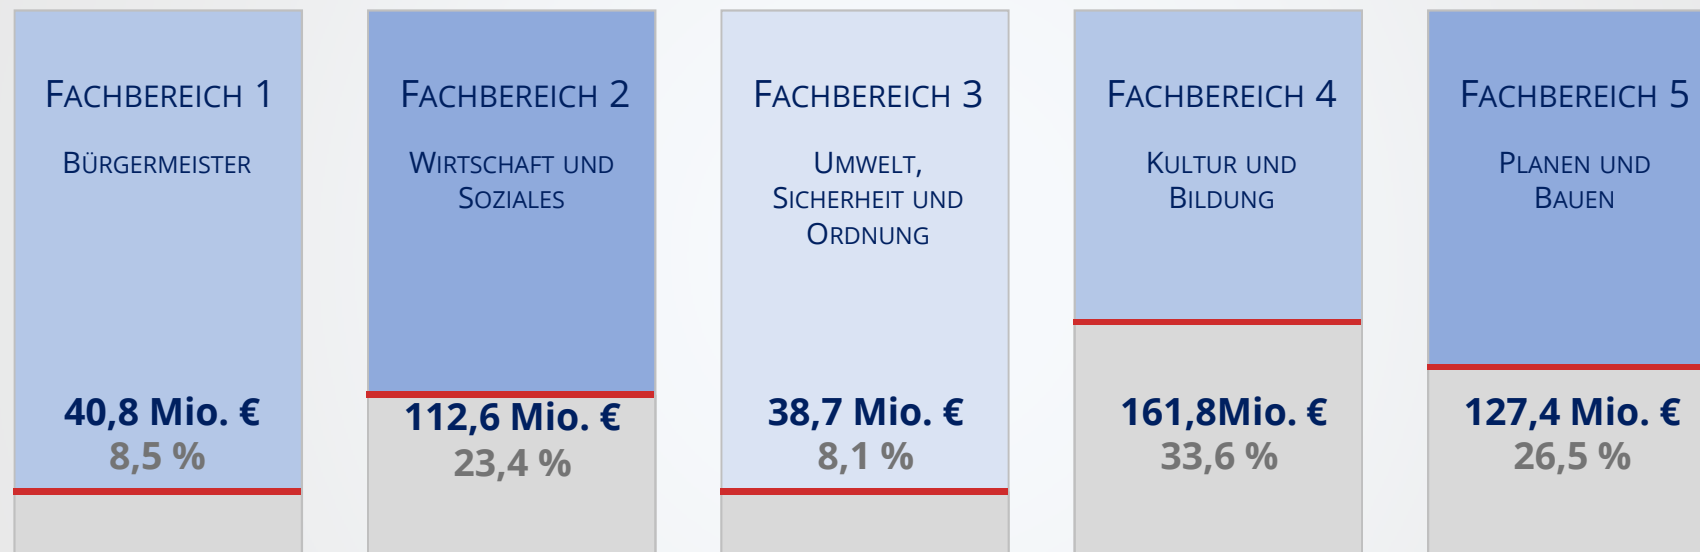 Fachbereich 1
Bürgermeister
40,8 Mio. €
8,5 %
Fachbereich 2
Wirtschaft und
Soziales
112,6 Mio. €
23,4 %
Fachbereich 3
Umwelt,
Sicherheit und
Ordnung
38,7 Mio. €
8,1 %
Fachbereich 4
Kultur und
Bildung
161,8Mio. €
33,6 %
Fachbereich 5
Planen und
Bauen
127,4 Mio. €
26,5 %